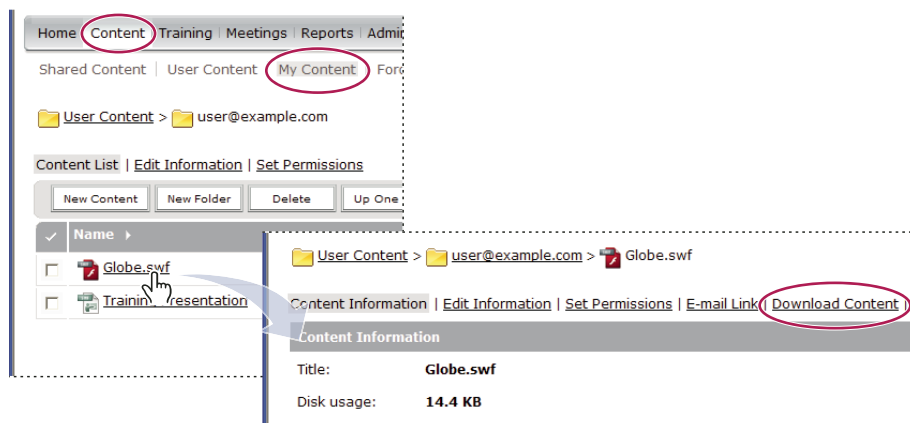 Home | Content | Training | Meetings | Reports |
Shared Content | User Content | My Content |
User Content > user@example.com
Content List | Edit Information | Set Permissions
New Content New Folder Delete Up One
Name
Globe.swf
Training Presentation
User Content > user@example.com > Globe.swf
Content Information | Edit Information | Set Permissions | E-mail Link | Download Content |
Content Information
Title: Globe.swf
Disk usage: 14.4 KB